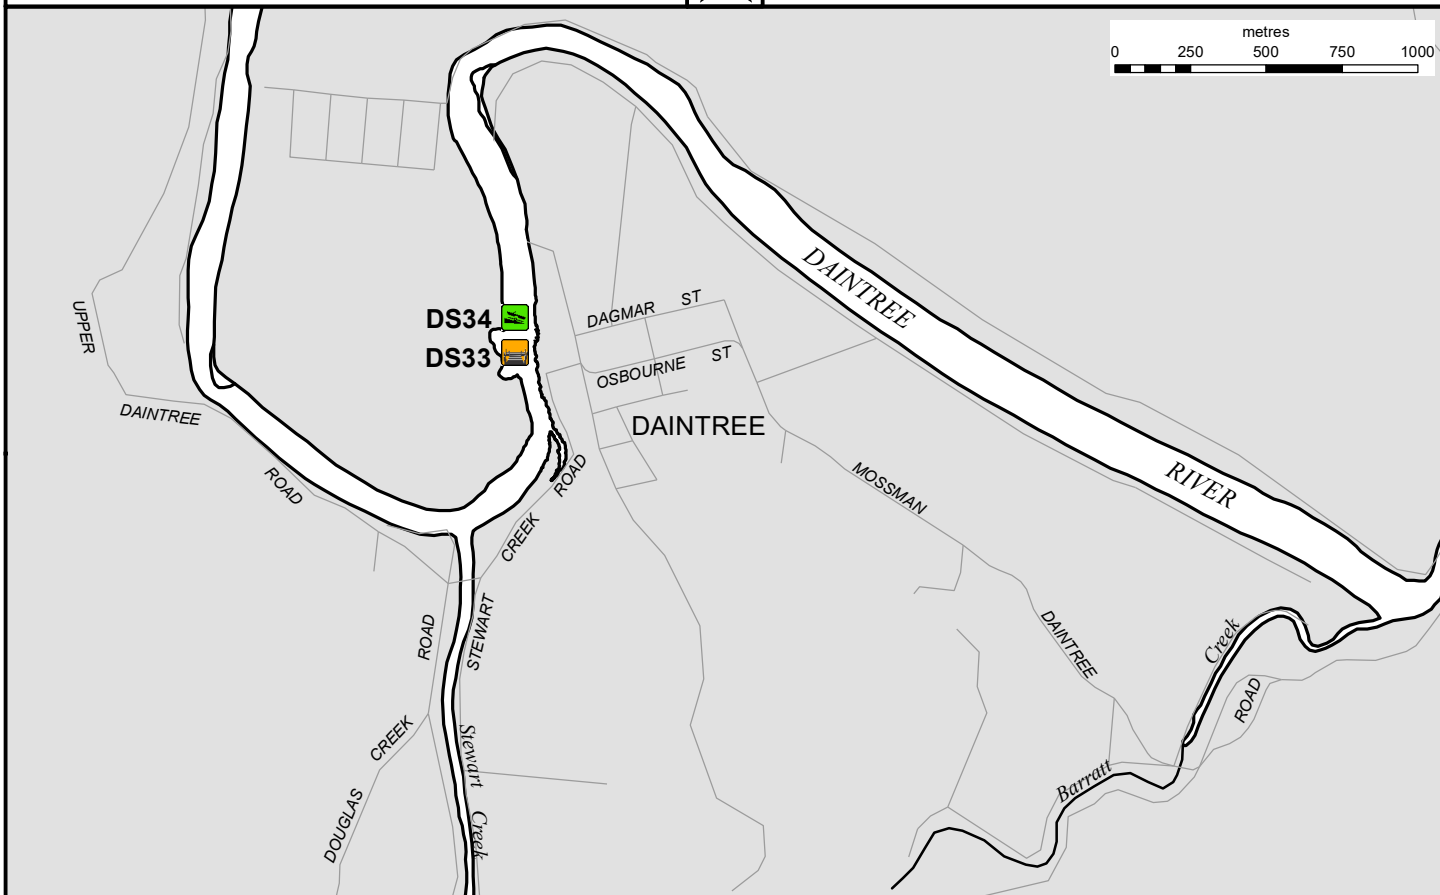 metres
0 250 500 750 1000
DAINTREE
RIVER
UPPER
DAINTREE
ROAD
DS34
DS33
DAGMAR ST
OSBOURNE ST
DAINTREE
MOSSMAN
DAINTREE
ROAD
CREEK
ROAD
STEWART
ROAD
CREEK
DOUGLAS
Stewart
Creek
Creek
Barratt